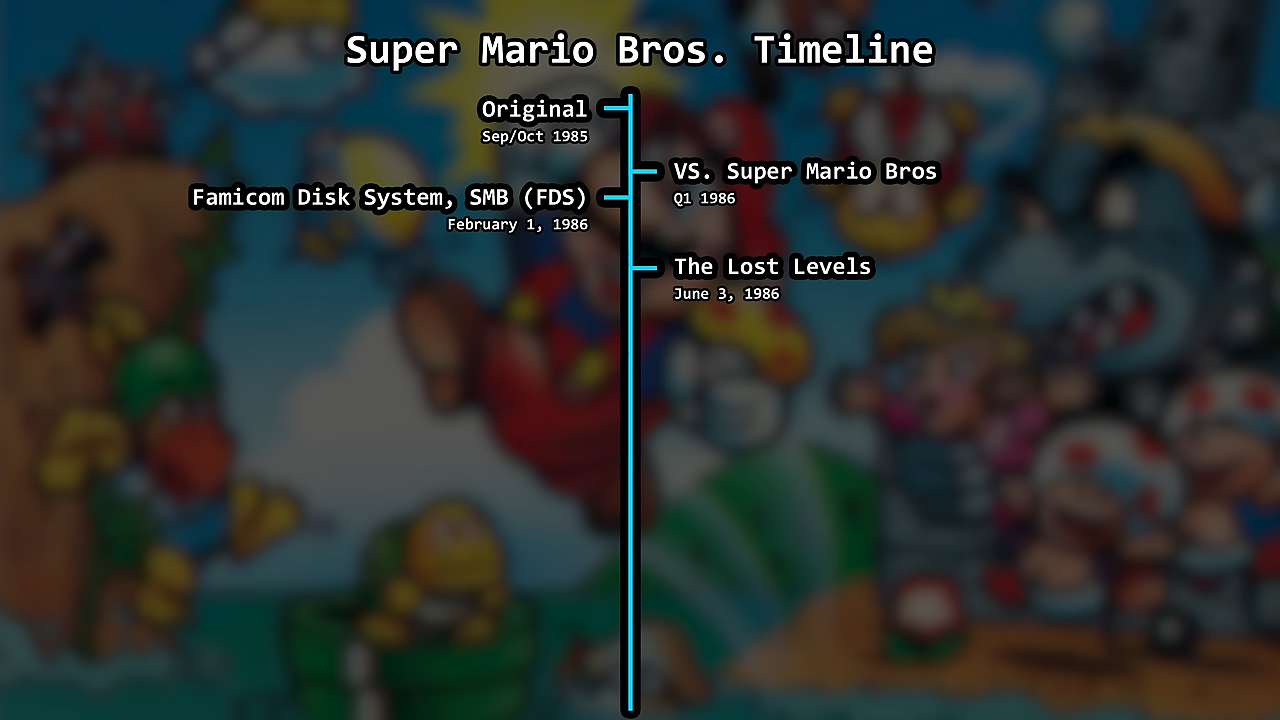 Super Mario Bros. Timeline
Original
Sep/Oct 1985
VS. Super Mario Bros
Q1 1986
Famicom Disk System, SMB (FDS)
February 1, 1986
The Lost Levels
June 3, 1986